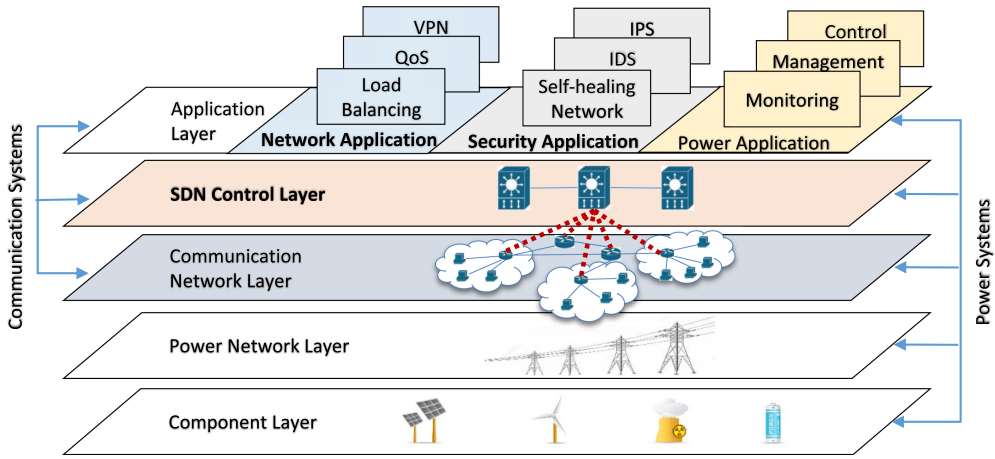 VPN
QoS
Load
Balancing
IPS
IDS
Self-healing
Network
Control
Management
Monitoring
Application
Layer
Network Application
Security Application
Power Application
SDN Control Layer
Communication
Network Layer
Power Network Layer
Component Layer
Communication Systems
Power Systems